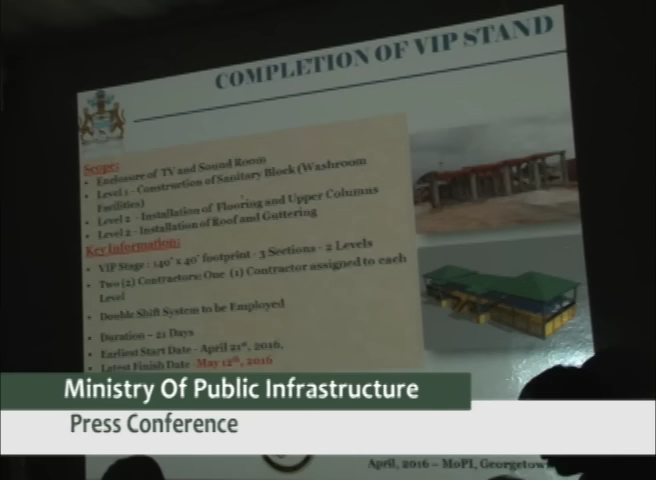 COMPLETION OF VIP STAND
Scope:
• Enclosure of TV and Sound Room
• Level 1 - Construction of Sanitary Block (Washroom
Facilities)
• Level 2 - Installation of Flooring and Upper Columns
• Level 2 - Installation of Roof and Guttering
Key Information:
• VIP Stage : 140' x 40' footprint - 3 Sections - 2 Levels
• Two (2) Contractors: One (1) Contractor assigned to each
Level
• Double Shift System to be Employed
• Duration – 21 Days
• Earliest Start Date - April 21st, 2016,
• Latest Finish Date - May 12th, 2016
Ministry Of Public Infrastructure
Press Conference
April, 2016 – MoPI, Georgetown